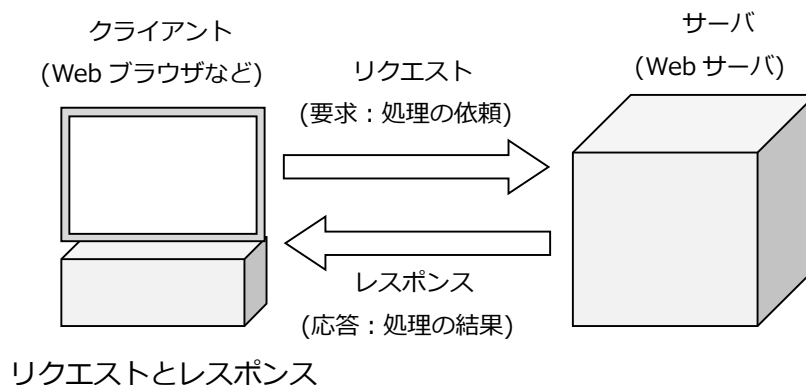 クライアント
(Web ブラウザなど)
サーバ
(Web サーバ)
リクエスト
(要求：処理の依頼)
レスポンス
(応答：処理の結果)
リクエストとレスポンス